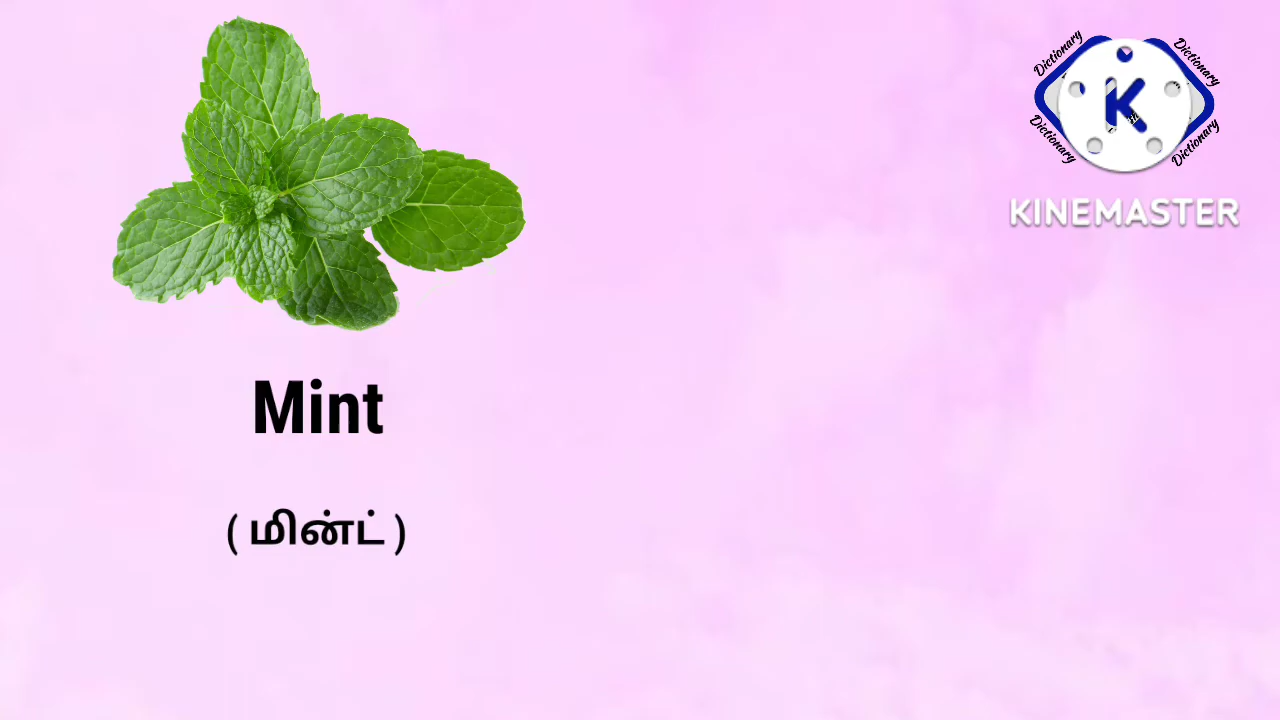 Dictionary
Dictionary
K
Dictionary
Dictionary
KINEMASTER
Mint
( மின்ட் )